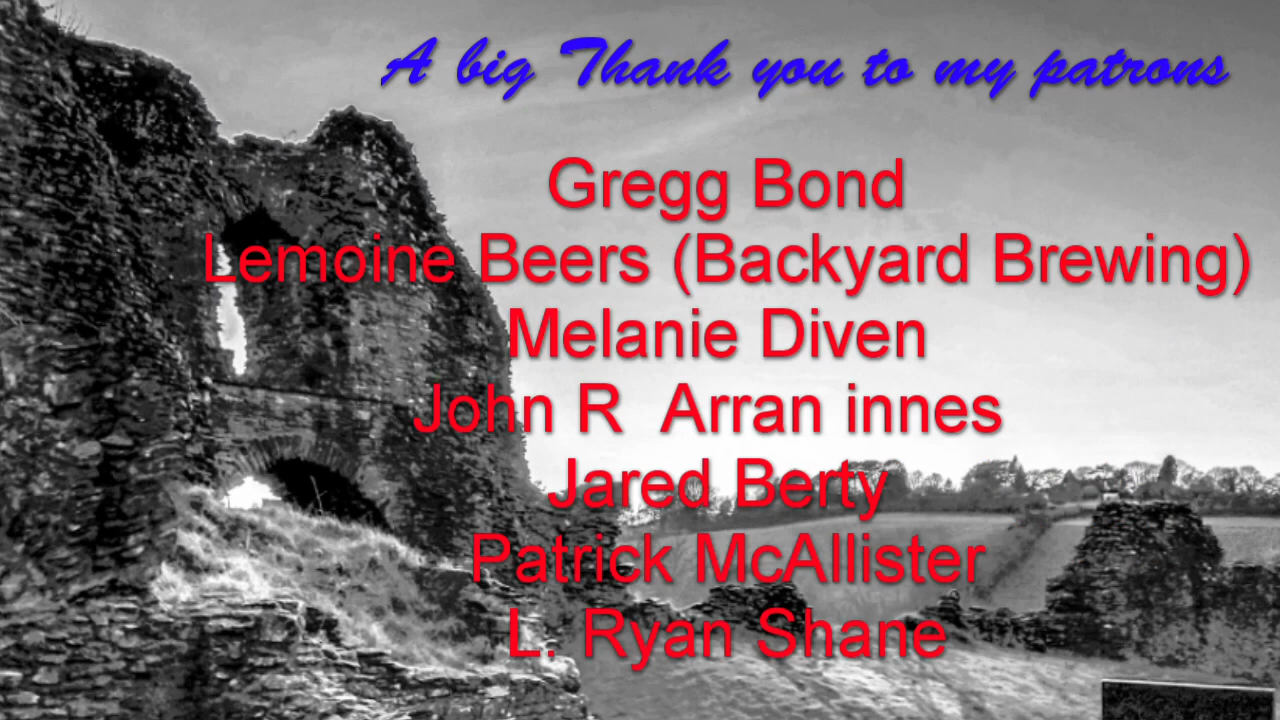 A big Thank you to my patrons
Gregg Bond
Lemoine Beers (Backyard Brewing)
Melanie Diven
John R  Arran innes
Jared Berty
Patrick McAllister
L. Ryan Shane